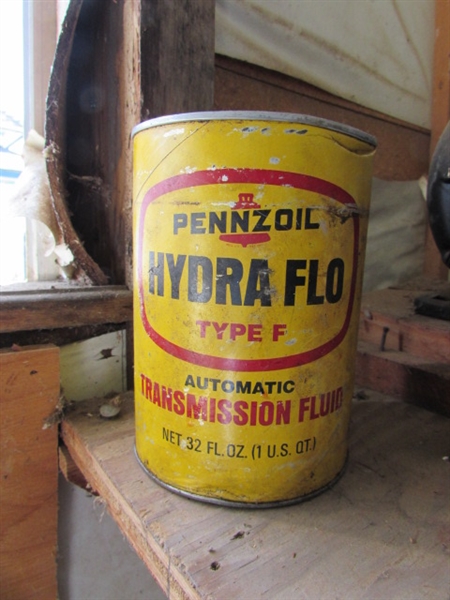 PENNZOIL
HYDRA FLO
TYPE F
AUTOMATIC
TRANSMISSION FLUID
NET 32 FL. OZ. (1 U.S. QT.)